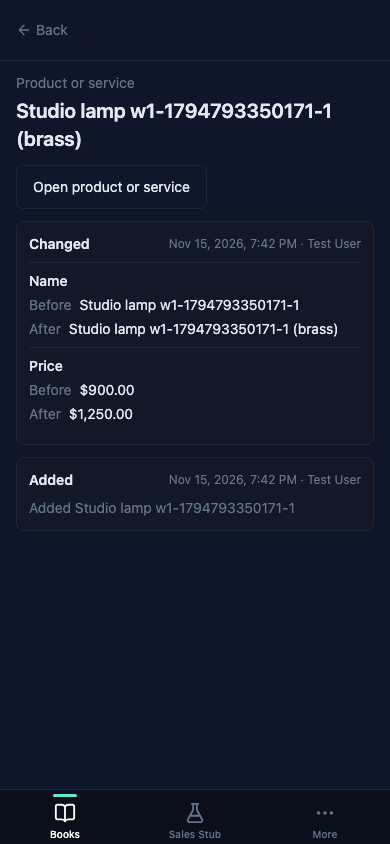 Back
Product or service
Studio lamp w1-1794793350171-1
(brass)
Open product or service
Changed
Nov 15, 2026, 7:42 PM · Test User
Name
Before Studio lamp w1-1794793350171-1
After Studio lamp w1-1794793350171-1 (brass)
Price
Before $900.00
After $1,250.00
Added
Nov 15, 2026, 7:42 PM · Test User
Added Studio lamp w1-1794793350171-1
Books
Sales Stub
More